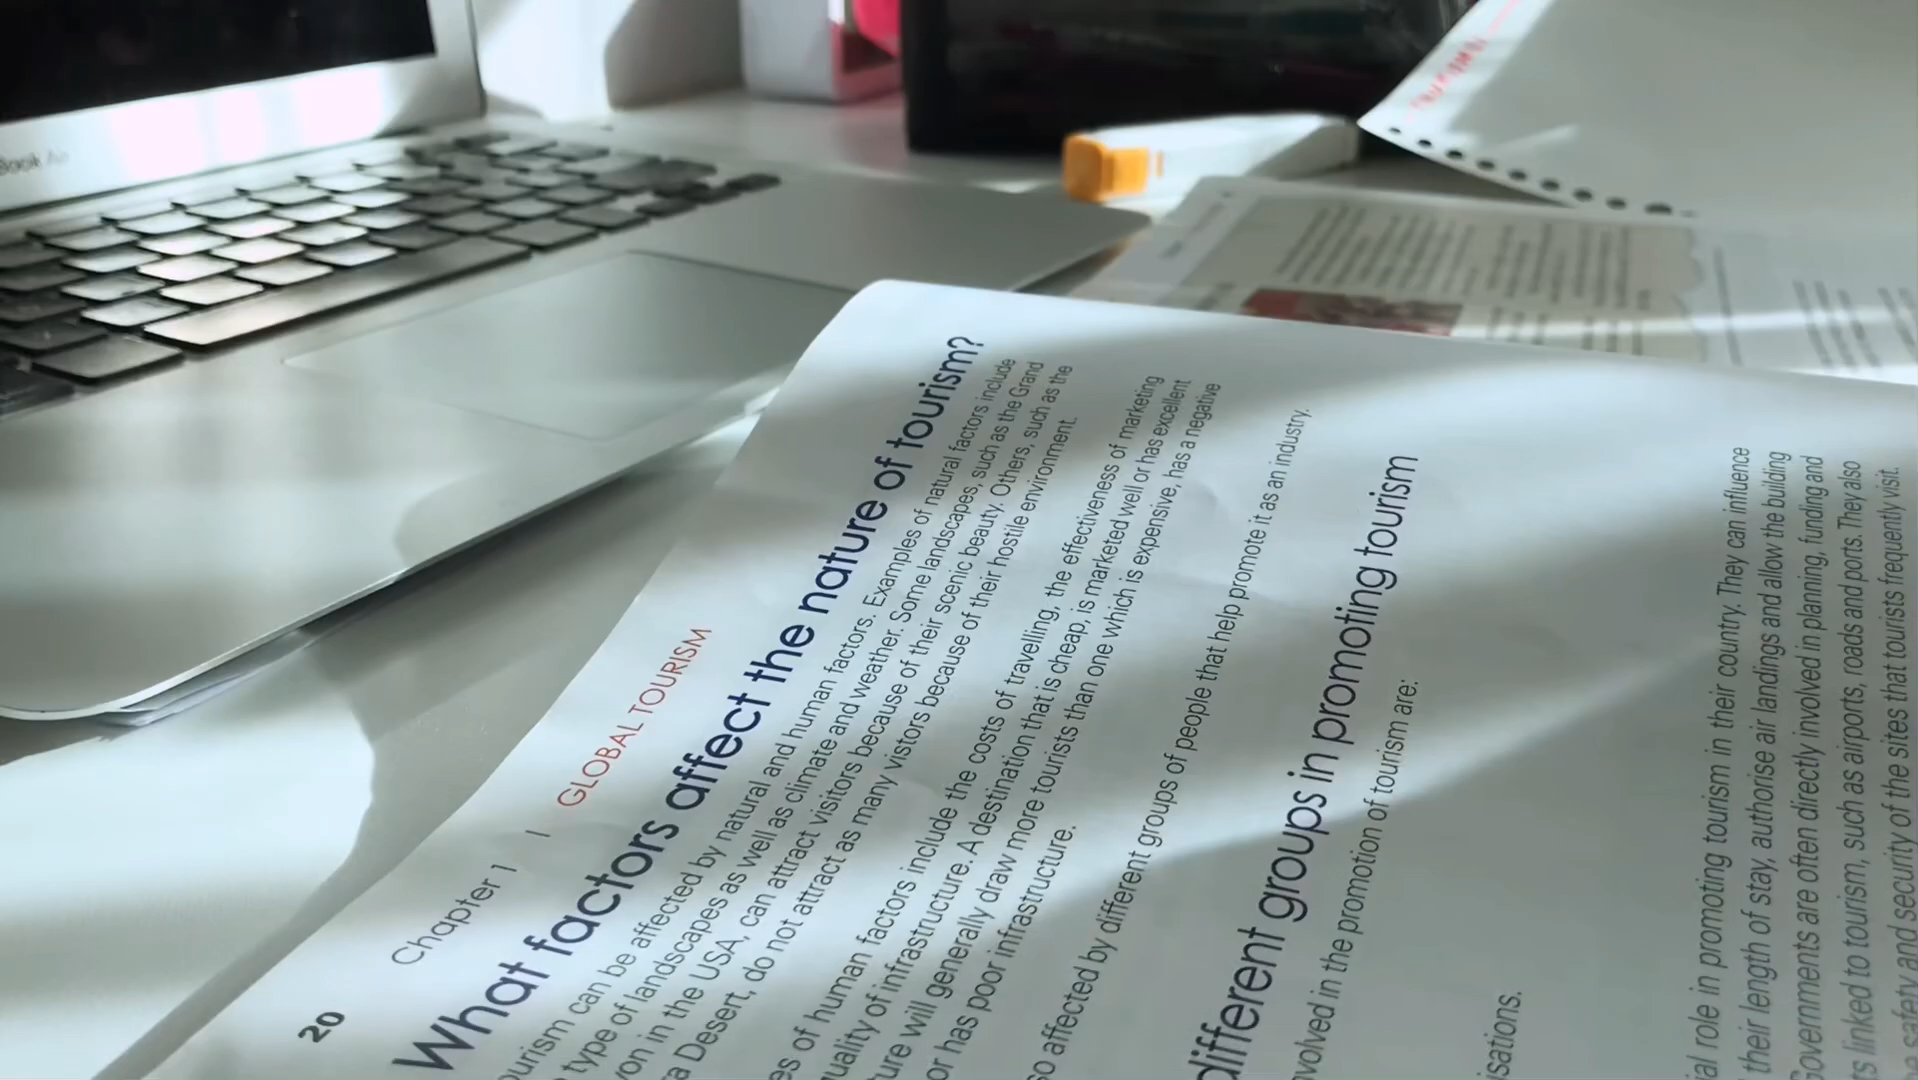 Book Air
20 Chapter 1 | GLOBAL TOURISM
What factors affect the nature of tourism?
ourism can be affected by natural and human factors. Examples of natural factors include
type of landscapes as well as climate and weather. Some landscapes, such as the Grand
yon in the USA, can attract visitors because of their scenic beauty. Others, such as the
ra Desert, do not attract as many vistors because of their hostile environment.
es of human factors include the costs of travelling, the effectiveness of marketing
uality of infrastructure. A destination that is cheap, is marketed well or has excellent
ure will generally draw more tourists than one which is expensive, has a negative
or has poor infrastructure.
so affected by different groups of people that help promote it as an industry.
different groups in promoting tourism
nvolved in the promotion of tourism are:
isations.
ial role in promoting tourism in their country. They can influence
their length of stay, authorise air landings and allow the building
Governments are often directly involved in planning, funding and
ts linked to tourism, such as airports, roads and ports. They also
e safety and security of the sites that tourists frequently visit.